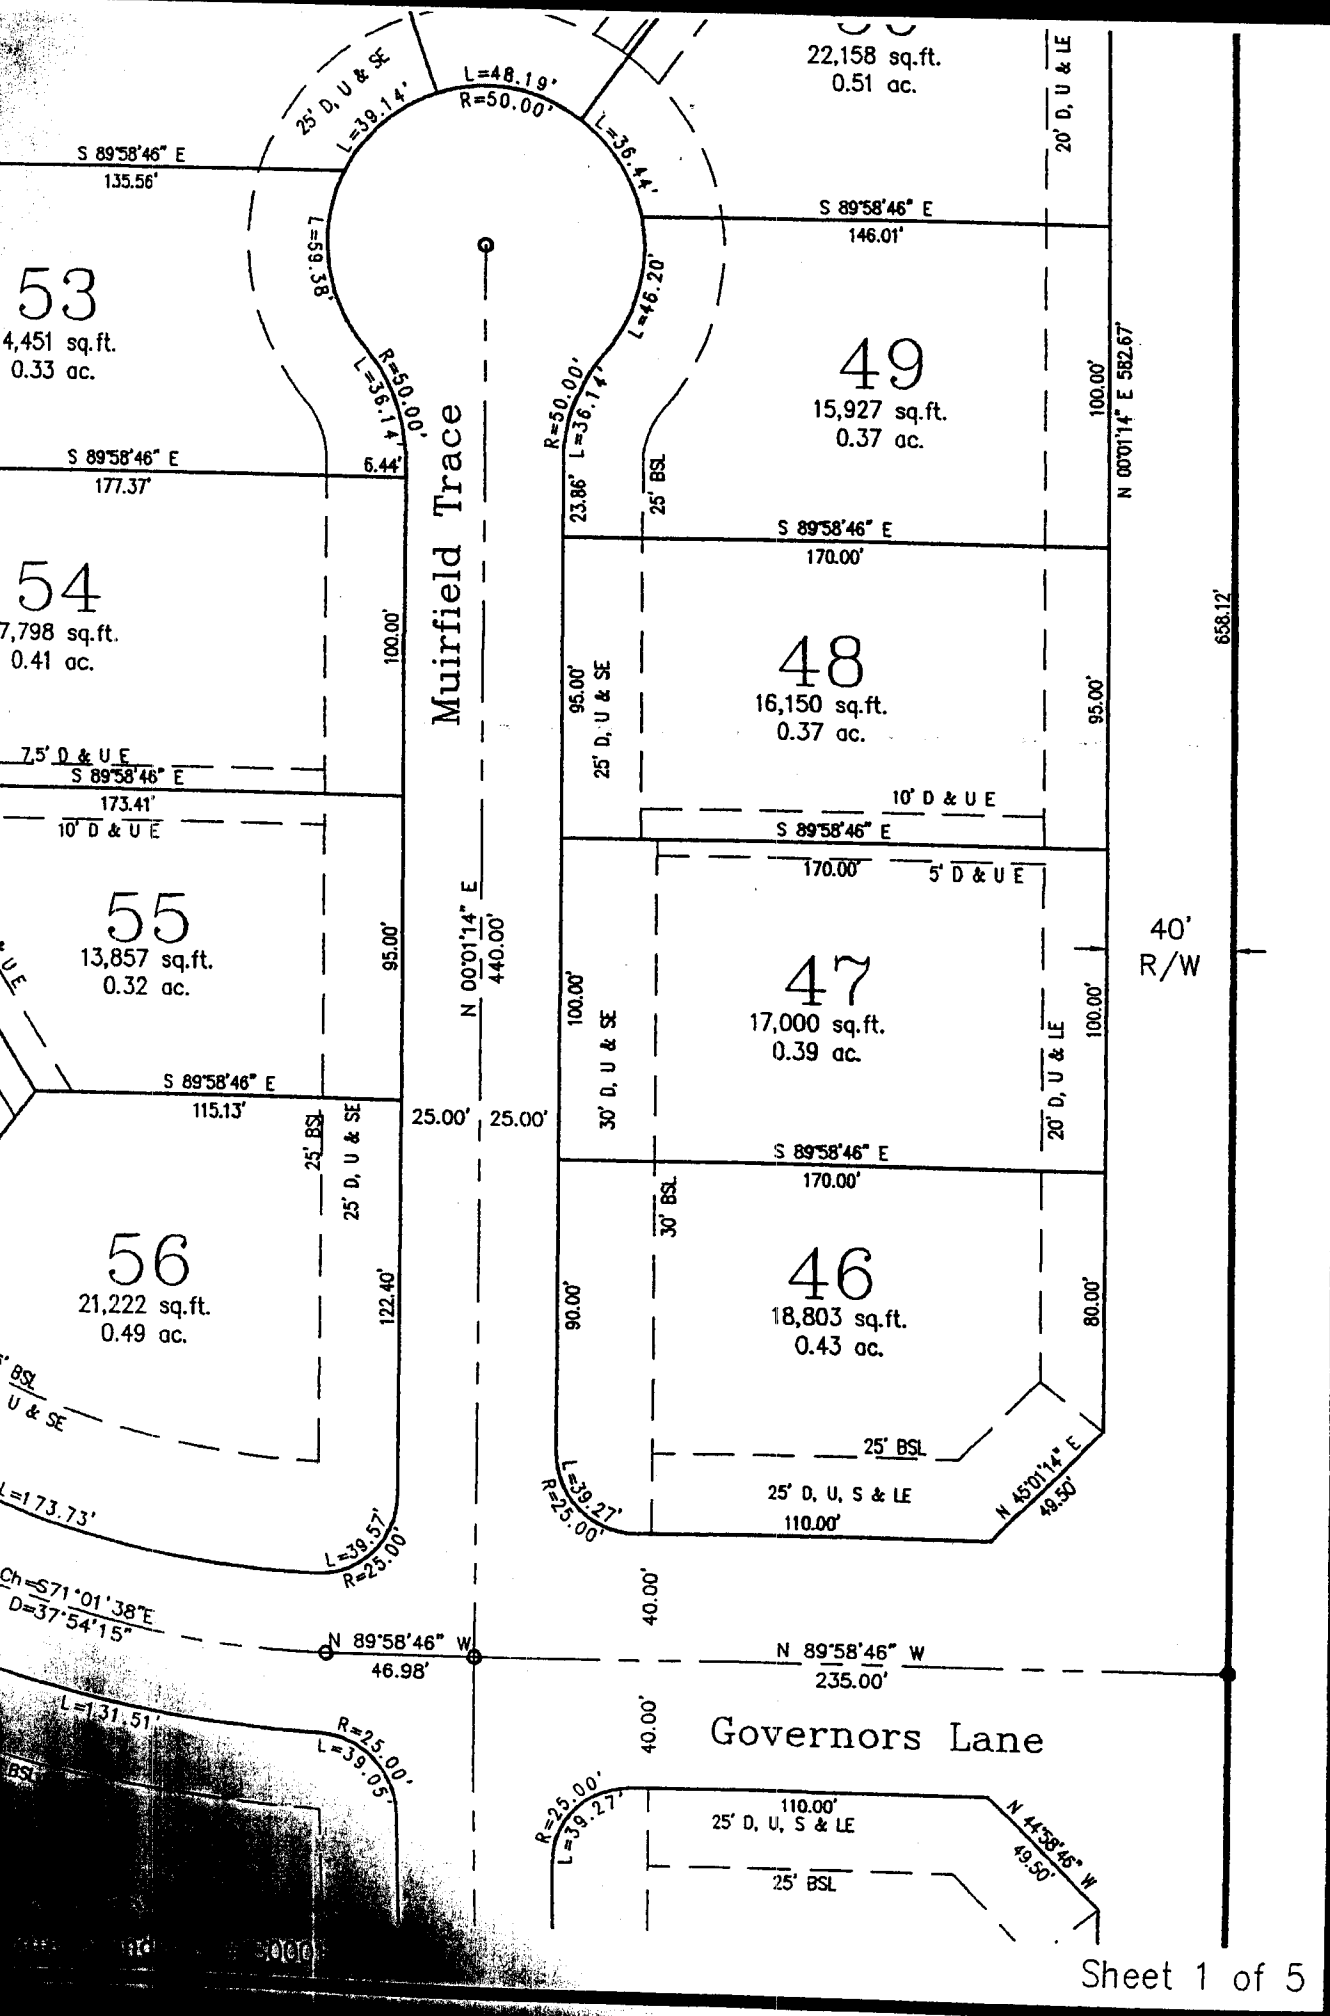 22,158 sq.ft.
0.51 ac.
20' D, U & LE
25' D, U & SE
L=39.14'
L=48.19'
R=50.00'
L=36.44'
S 89°58'46" E
135.56'
S 89°58'46" E
146.01'
L=59.38'
L=46.20'
53
4,451 sq.ft.
0.33 ac.
49
15,927 sq.ft.
0.37 ac.
100.00'
N 00°01'14" E 582.67'
R=50.00'
L=36.14'
R=50.00'
L=36.14'
S 89°58'46" E
177.37'
6.44'
Muirfield Trace
23.86'
25' BSL
S 89°58'46" E
170.00'
54
7,798 sq.ft.
0.41 ac.
100.00'
95.00'
25' D, U & SE
48
16,150 sq.ft.
0.37 ac.
95.00'
658.12'
7.5' D & U E
S 89°58'46" E
173.41'
10' D & U E
10' D & U E
S 89°58'46" E
170.00'
5' D & U E
55
13,857 sq.ft.
0.32 ac.
95.00'
N 00°01'14" E
440.00'
100.00'
30' D, U & SE
47
17,000 sq.ft.
0.39 ac.
20' D, U & LE
100.00'
40'
R/W
' U E
S 89°58'46" E
115.13'
25' BSL
25' D, U & SE
25.00'
25.00'
S 89°58'46" E
170.00'
30' BSL
56
21,222 sq.ft.
0.49 ac.
122.40'
90.00'
46
18,803 sq.ft.
0.43 ac.
80.00'
' BSL
U & SE
25' BSL
25' D, U, S & LE
110.00'
N 45°01'14" E
49.50'
L=173.73'
L=39.57'
R=25.00'
L=39.27'
R=25.00'
Ch=S71°01'38"E
D=37°54'15"
40.00'
N 89°58'46" W
46.98'
N 89°58'46" W
235.00'
L=131.51'
R=25.00'
L=39.05'
40.00'
Governors Lane
BSL
R=25.00'
L=39.27'
110.00'
25' D, U, S & LE
25' BSL
N 44°58'46" W
49.50'
Sheet 1 of 5